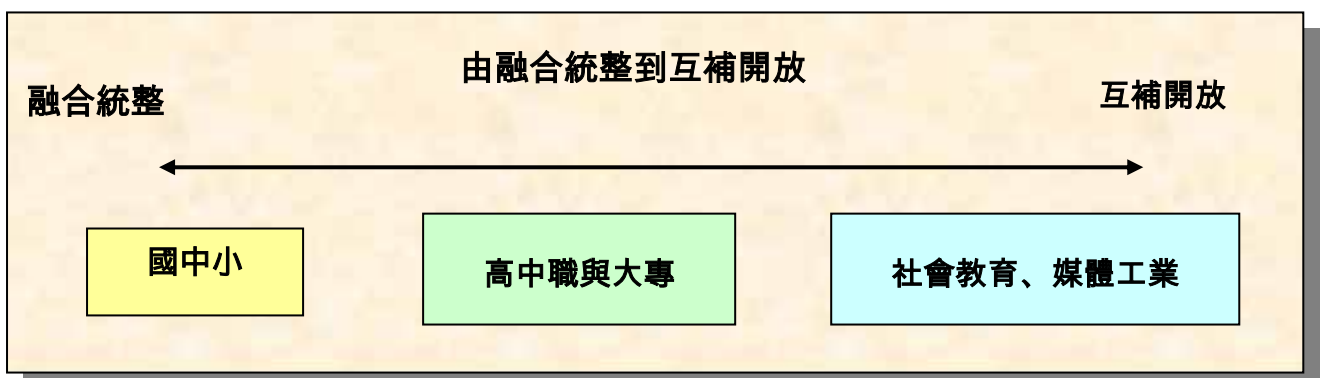 由融合統整到互補開放
融合統整
互補開放
國中小
高中職與大專
社會教育、媒體工業